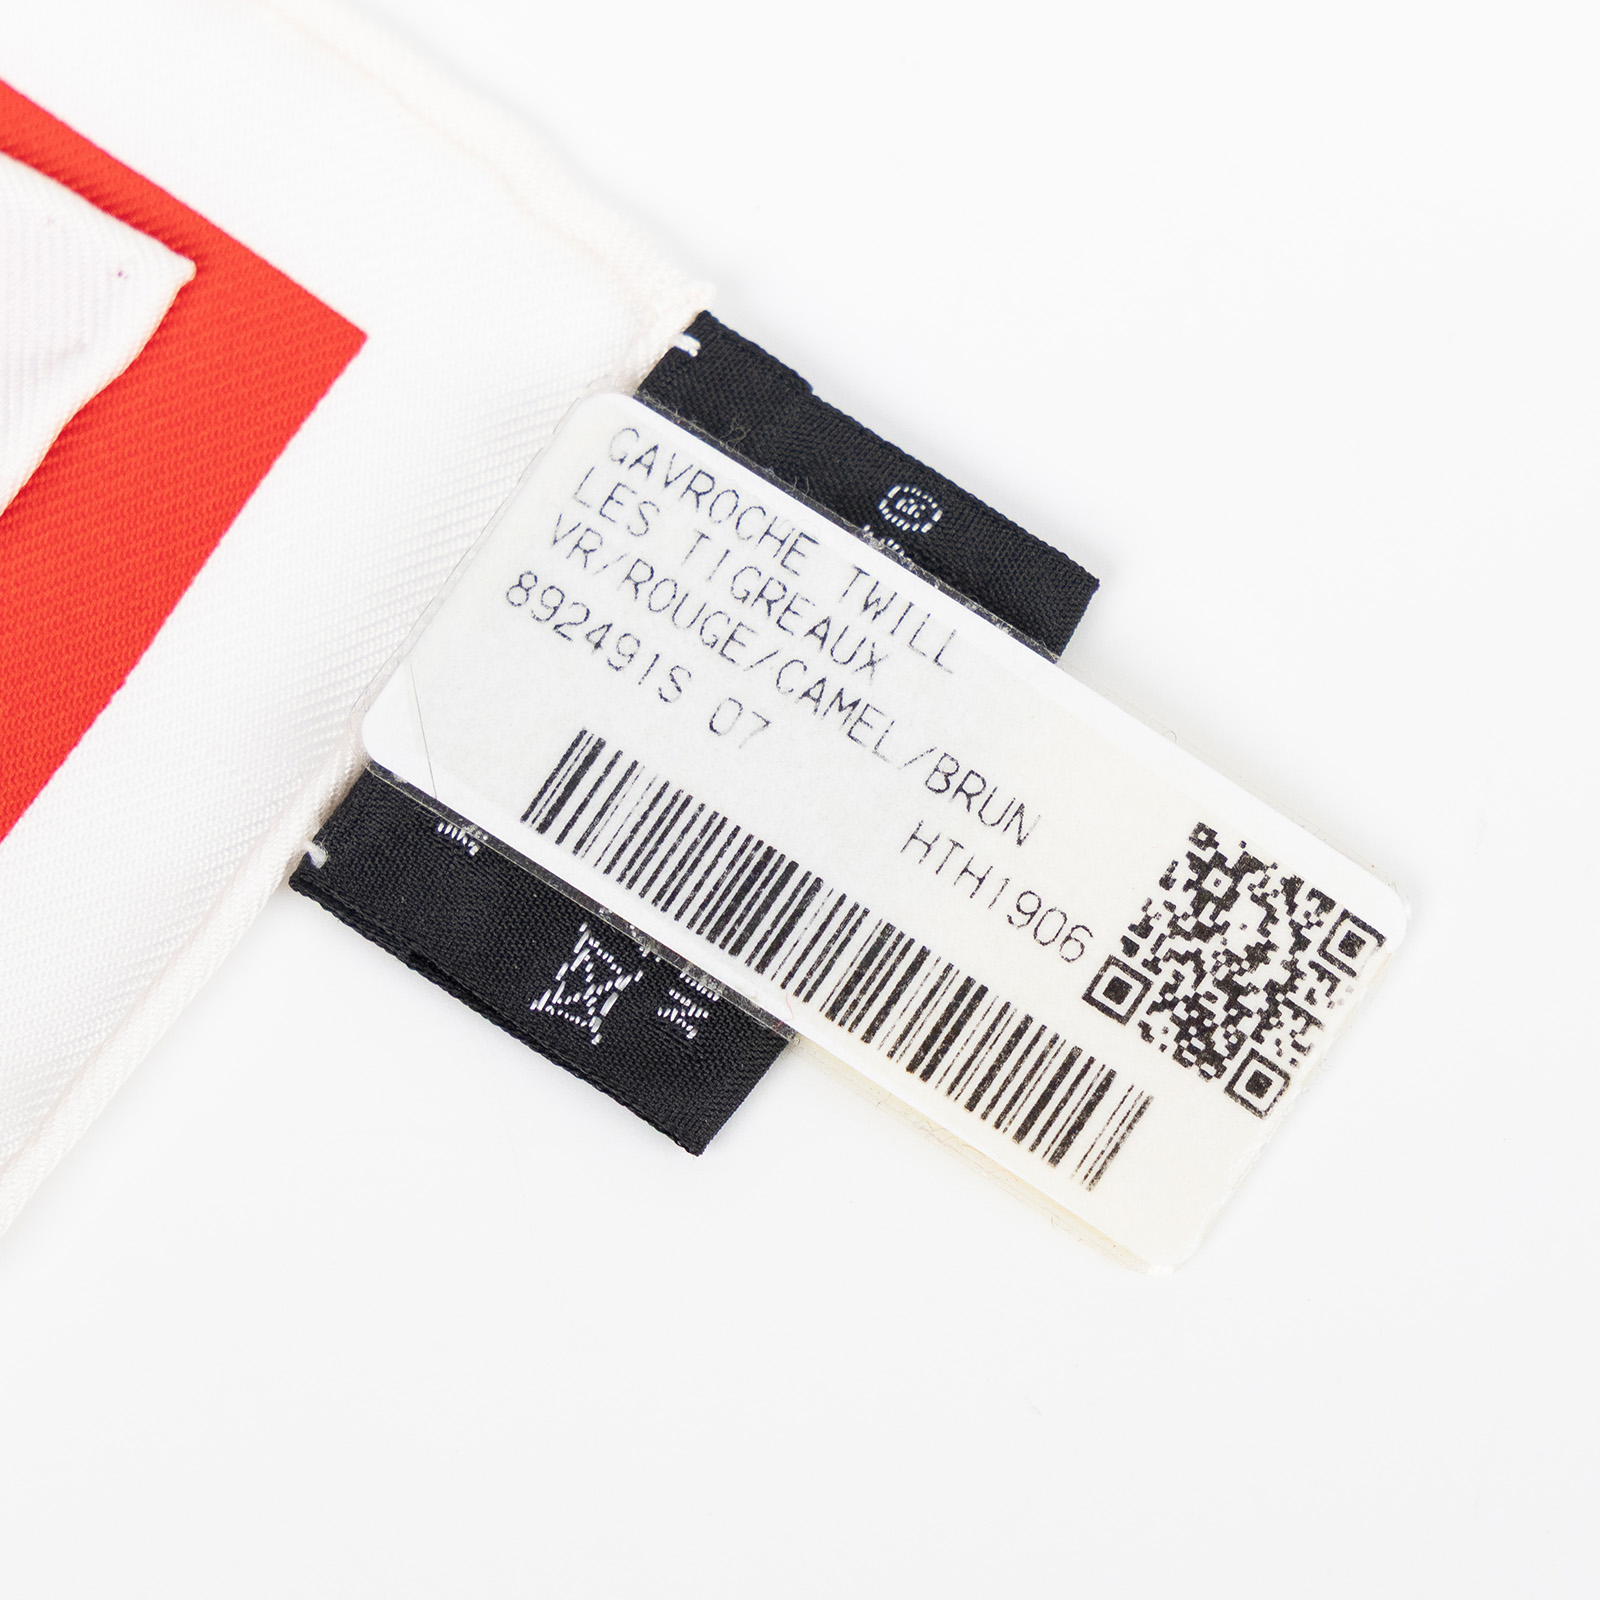 GAVROCHE TWILL
LES TIGREAUX
VR/ROUGE/CAMEL/BRUN
892491S 07
HTH1906